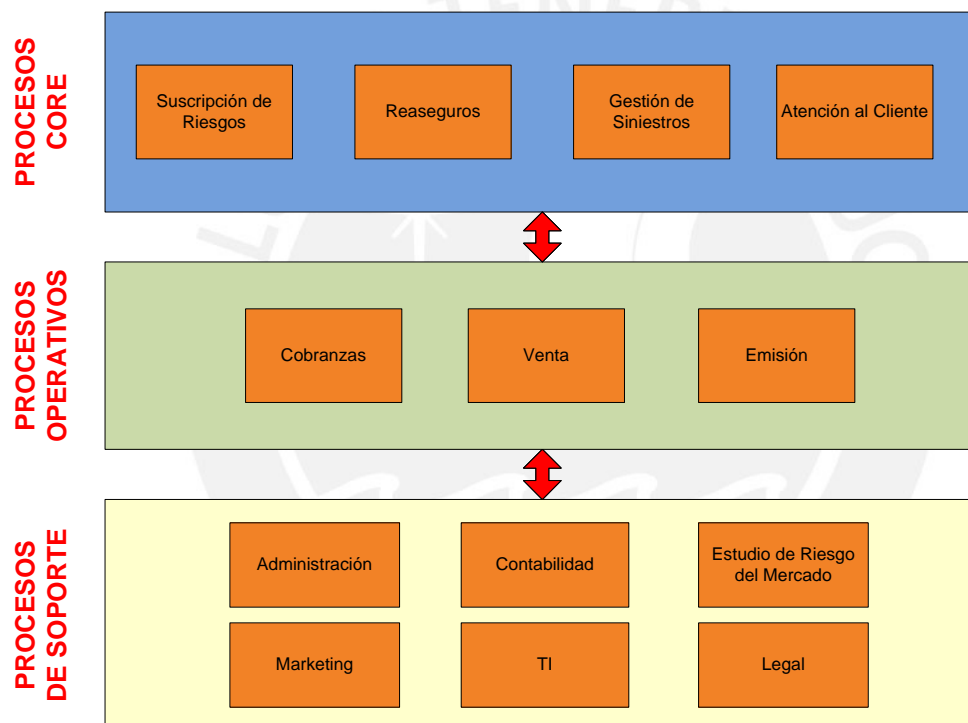 PROCESOS
CORE
Suscripción de
Riesgos
Reaseguros
Gestión de
Siniestros
Atención al Cliente
PROCESOS
OPERATIVOS
Cobranzas
Venta
Emisión
PROCESOS
DE SOPORTE
Administración
Contabilidad
Estudio de Riesgo
del Mercado
Marketing
TI
Legal